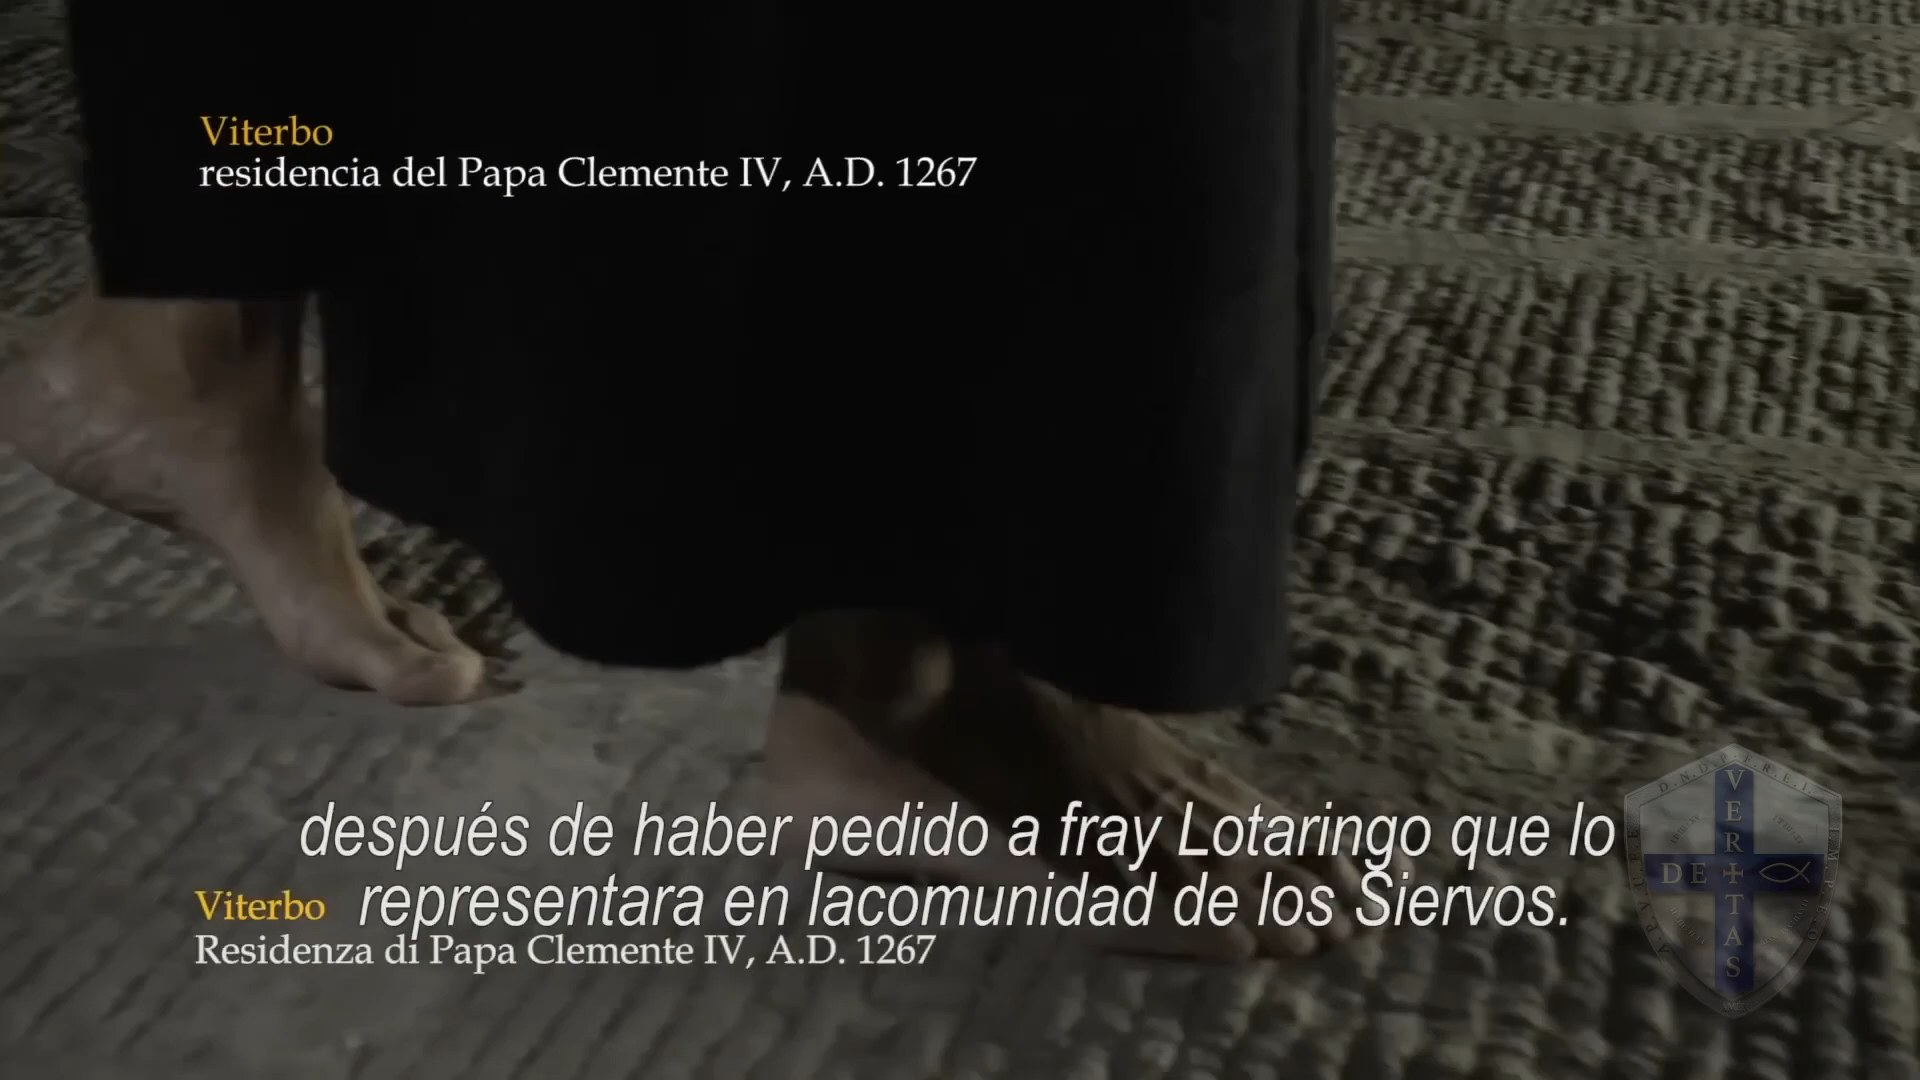 Viterbo
residencia del Papa Clemente IV, A.D. 1267
después de haber pedido a fray Lotaringo que lo
representara en lacomunidad de los Siervos.
Viterbo
Residenza di Papa Clemente IV, A.D. 1267
VERITAS
DE